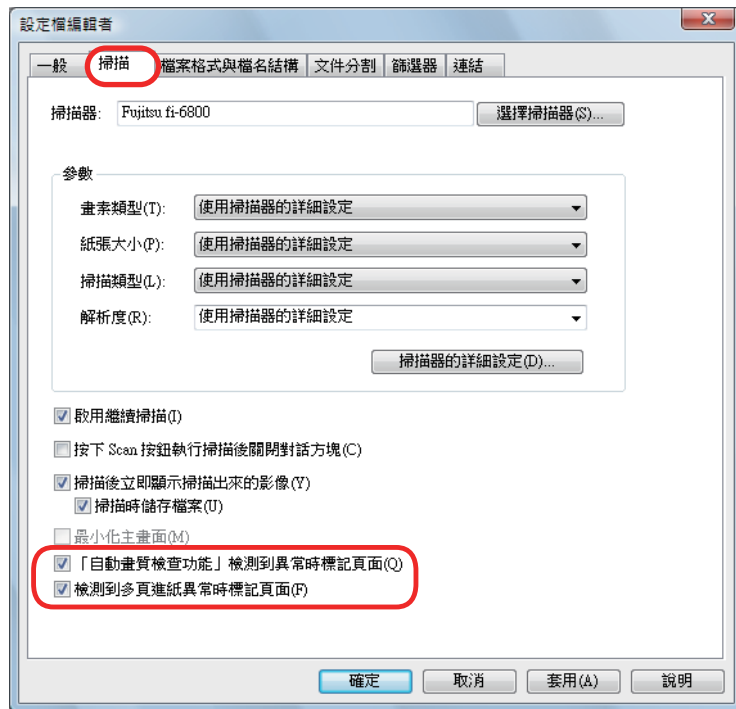 設定檔編輯者
一般 掃描 檔案格式與檔名結構 文件分割 篩選器 連結
掃描器: Fujitsu fi-6800 選擇掃描器(S)...
參數
畫素類型(T): 使用掃描器的詳細設定
紙張大小(P): 使用掃描器的詳細設定
掃描類型(L): 使用掃描器的詳細設定
解析度(R): 使用掃描器的詳細設定
掃描器的詳細設定(D)...
啟用繼續掃描(I)
按下 Scan 按鈕執行掃描後關閉對話方塊(C)
掃描後立即顯示掃描出來的影像(Y)
掃描時儲存檔案(U)
最小化主畫面(M)
「自動畫質檢查功能」檢測到異常時標記頁面(Q)
檢測到多頁進紙異常時標記頁面(F)
確定 取消 套用(A) 說明